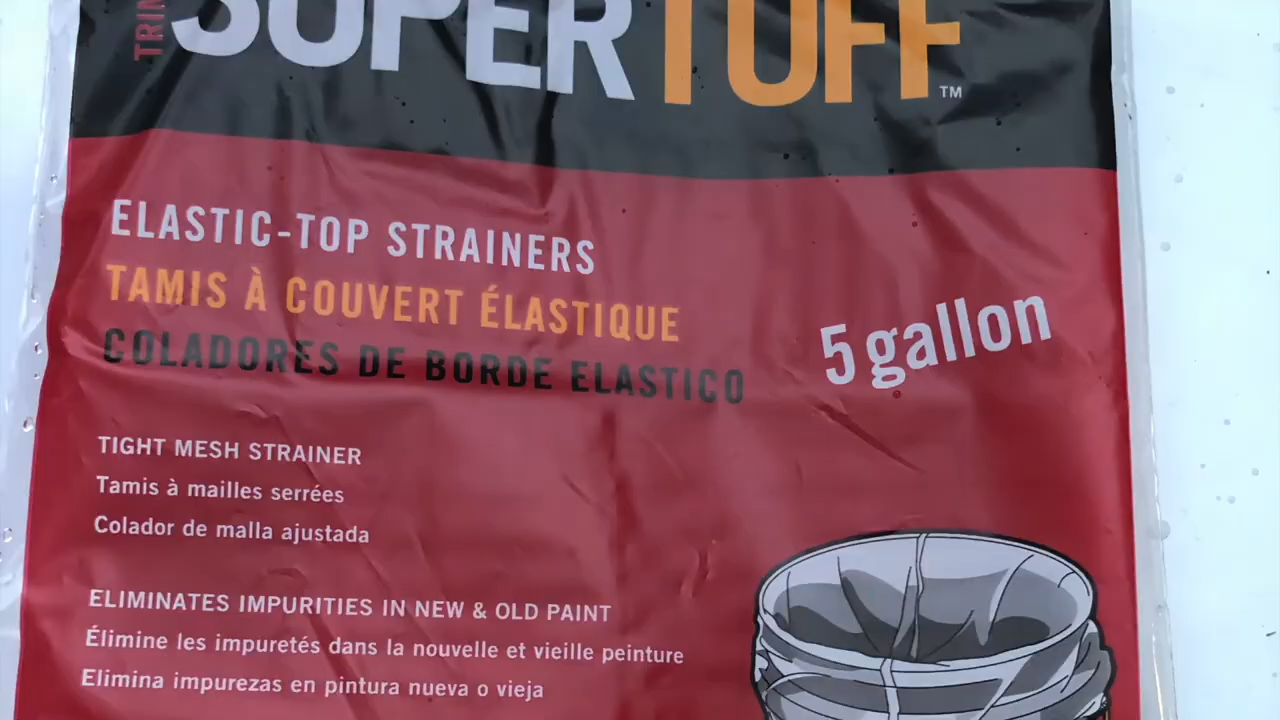 SUPERTUFF™
ELASTIC-TOP STRAINERS
TAMIS À COUVERT ÉLASTIQUE
COLADORES DE BORDE ELASTICO
5 gallon
TIGHT MESH STRAINER
Tamis à mailles serrées
Colador de malla ajustada
ELIMINATES IMPURITIES IN NEW & OLD PAINT
Élimine les impuretés dans la nouvelle et vieille peinture
Elimina impurezas en pintura nueva o vieja